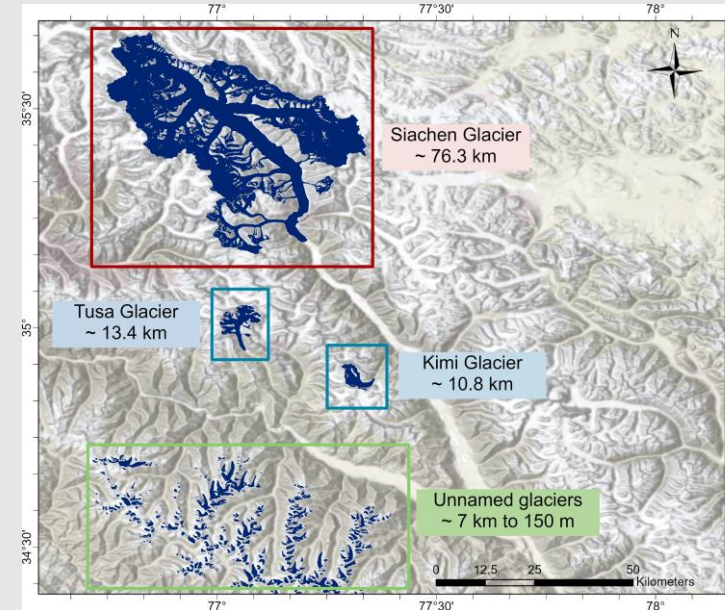 77° 77°30' 78°
N
35°30'
Siachen Glacier
~ 76.3 km
Tusa Glacier
~ 13.4 km
35°
Kimi Glacier
~ 10.8 km
Unnamed glaciers
~ 7 km to 150 m
34°30'
0 12.5 25 50
Kilometers
77° 77°30' 78°